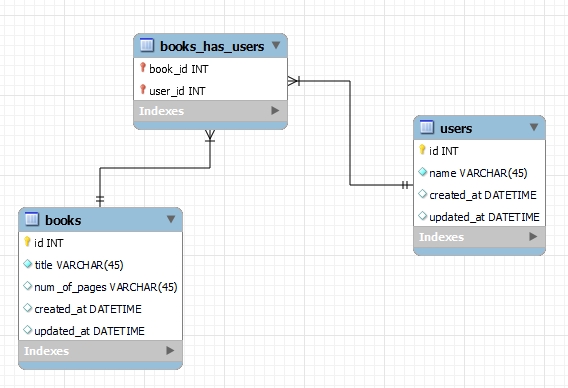 books_has_users
book_id INT
user_id INT
Indexes
users
id INT
name VARCHAR(45)
created_at DATETIME
updated_at DATETIME
Indexes
books
id INT
title VARCHAR(45)
num_of_pages VARCHAR(45)
created_at DATETIME
updated_at DATETIME
Indexes